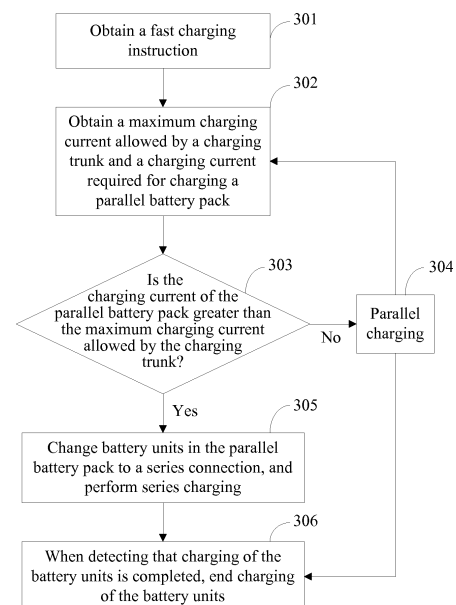 301
Obtain a fast charging
instruction
302
Obtain a maximum charging
current allowed by a charging
trunk and a charging current
required for charging a
parallel battery pack
303
Is the
charging current of the
parallel battery pack greater than
the maximum charging current
allowed by the charging
trunk?
304
Parallel
charging
No
Yes
305
Change battery units in the parallel
battery pack to a series connection, and
perform series charging
306
When detecting that charging of the
battery units is completed, end charging
of the battery units